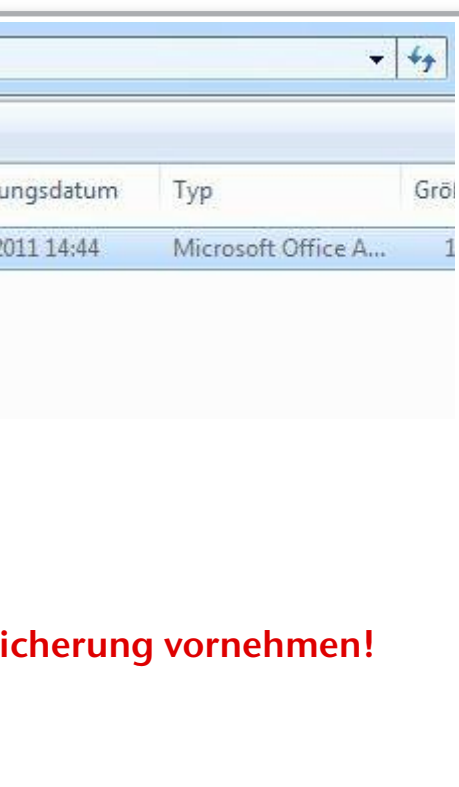 ungsdatum Typ Grö
2011 14:44 Microsoft Office A... 1
icherung vornehmen!